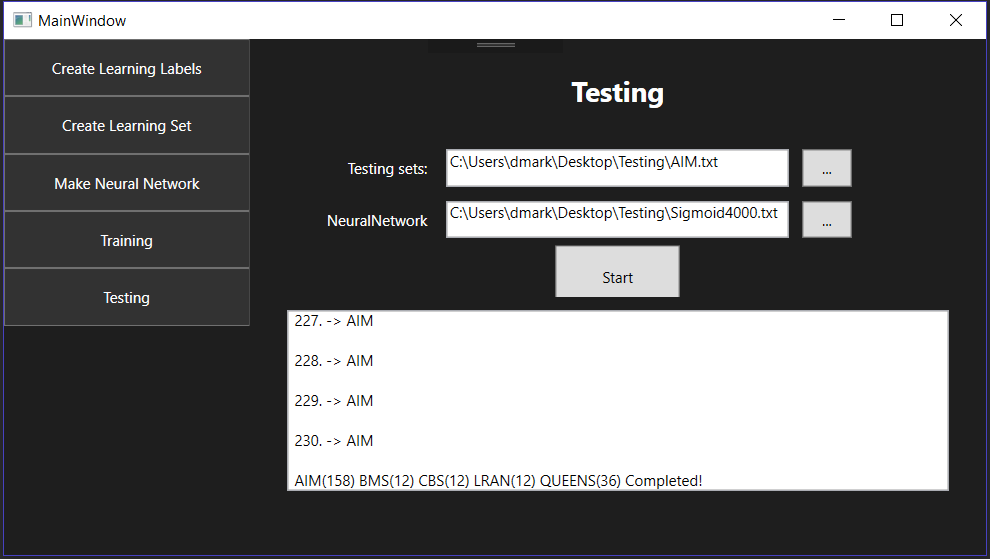 MainWindow
Create Learning Labels
Create Learning Set
Make Neural Network
Training
Testing
Testing
Testing sets:
C:\Users\dmark\Desktop\Testing\AIM.txt
...
NeuralNetwork
C:\Users\dmark\Desktop\Testing\Sigmoid4000.txt
...
Start
227. -> AIM
228. -> AIM
229. -> AIM
230. -> AIM
AIM(158) BMS(12) CBS(12) LRAN(12) QUEENS(36) Completed!